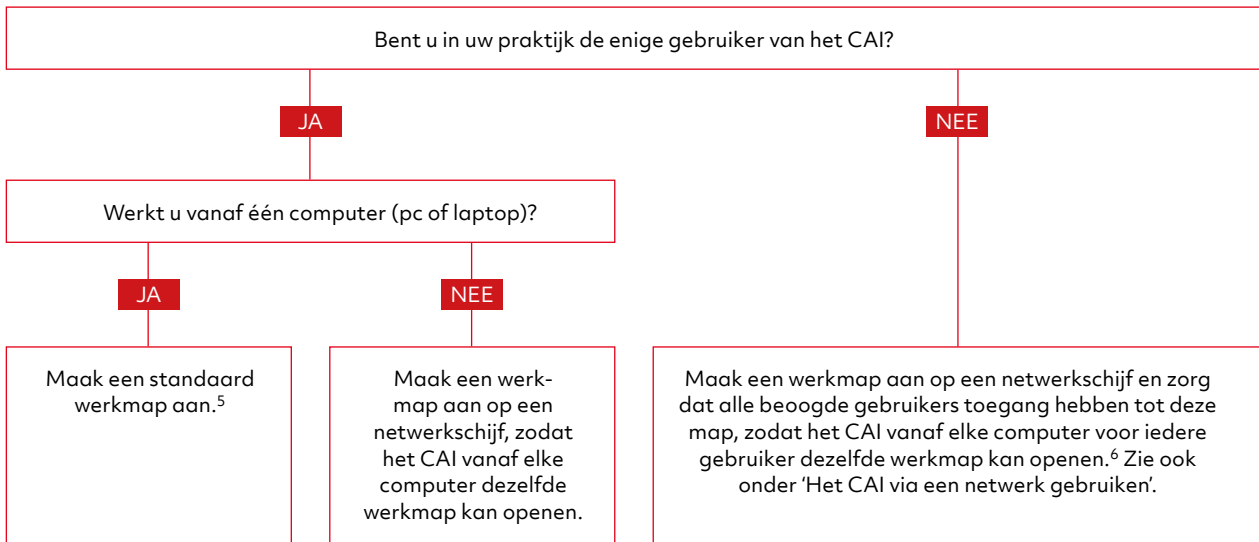 Bent u in uw praktijk de enige gebruiker van het CAI?
JA
NEE
Werkt u vanaf één computer (pc of laptop)?
JA
NEE
Maak een standaard
werkmap aan.⁵
Maak een werk-
map aan op een
netwerkschijf, zodat
het CAI vanaf elke
computer dezelfde
werkmap kan openen.
Maak een werkmap aan op een netwerkschijf en zorg
dat alle beoogde gebruikers toegang hebben tot deze
map, zodat het CAI vanaf elke computer voor iedere
gebruiker dezelfde werkmap kan openen.⁶ Zie ook
onder ‘Het CAI via een netwerk gebruiken’.